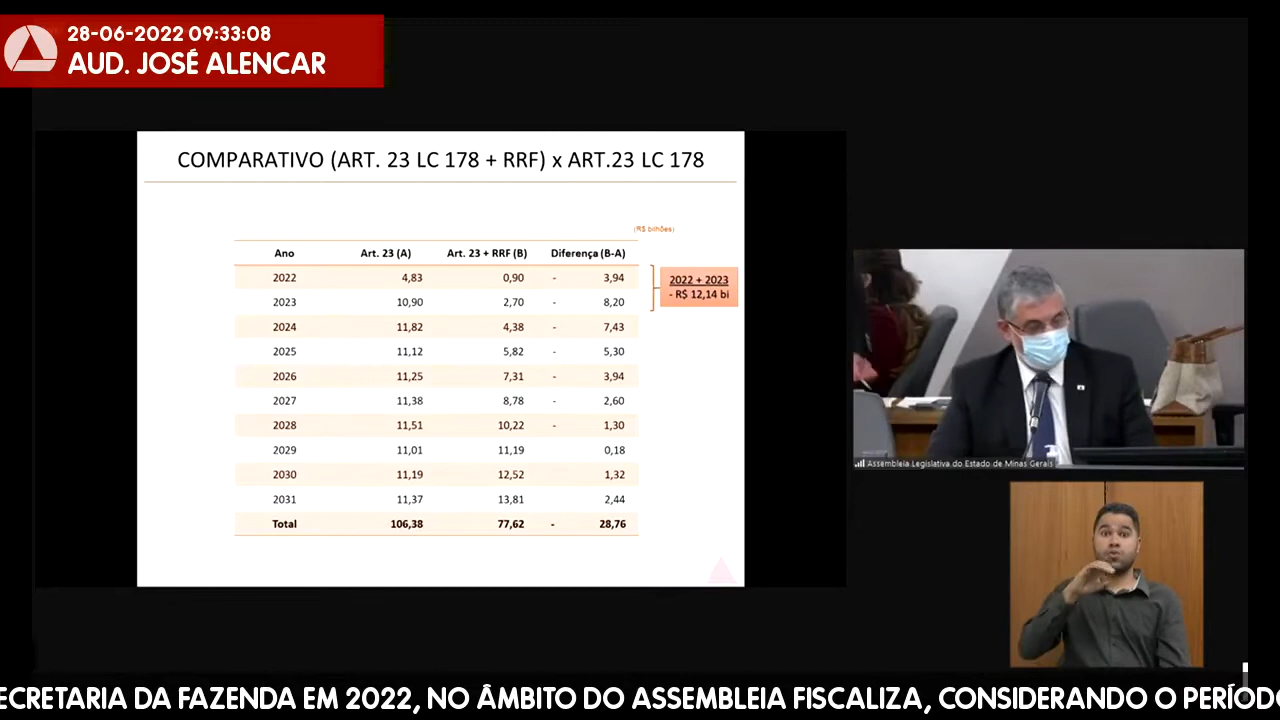 28-06-2022 09:33:08
AUD. JOSÉ ALENCAR
COMPARATIVO (ART. 23 LC 178 + RRF) x ART.23 LC 178
(R$ bilhões)
Ano Art. 23 (A) Art. 23 + RRF (B) Diferença (B-A)
2022 4,83 0,90 - 3,94
2023 10,90 2,70 - 8,20
2024 11,82 4,38 - 7,43
2025 11,12 5,82 - 5,30
2026 11,25 7,31 - 3,94
2027 11,38 8,78 - 2,60
2028 11,51 10,22 - 1,30
2029 11,01 11,19 0,18
2030 11,19 12,52 1,32
2031 11,37 13,81 2,44
Total 106,38 77,62 - 28,76
2022 + 2023
- R$ 12,14 bi
Assembleia Legislativa do Estado de Minas Gerais
ECRETARIA DA FAZENDA EM 2022, NO ÂMBITO DO ASSEMBLEIA FISCALIZA, CONSIDERANDO O PERÍODO